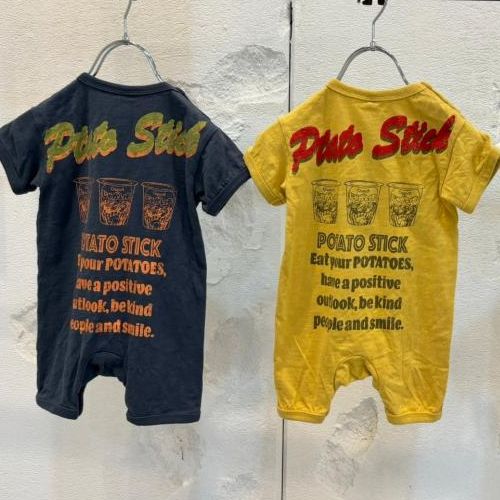 Potato Stick
POTATO STICK
Eat your POTATOES,
have a positive
outlook, be kind
people and smile.
Potato Stick
POTATO STICK
Eat your POTATOES,
have a positive
outlook, be kind
people and smile.